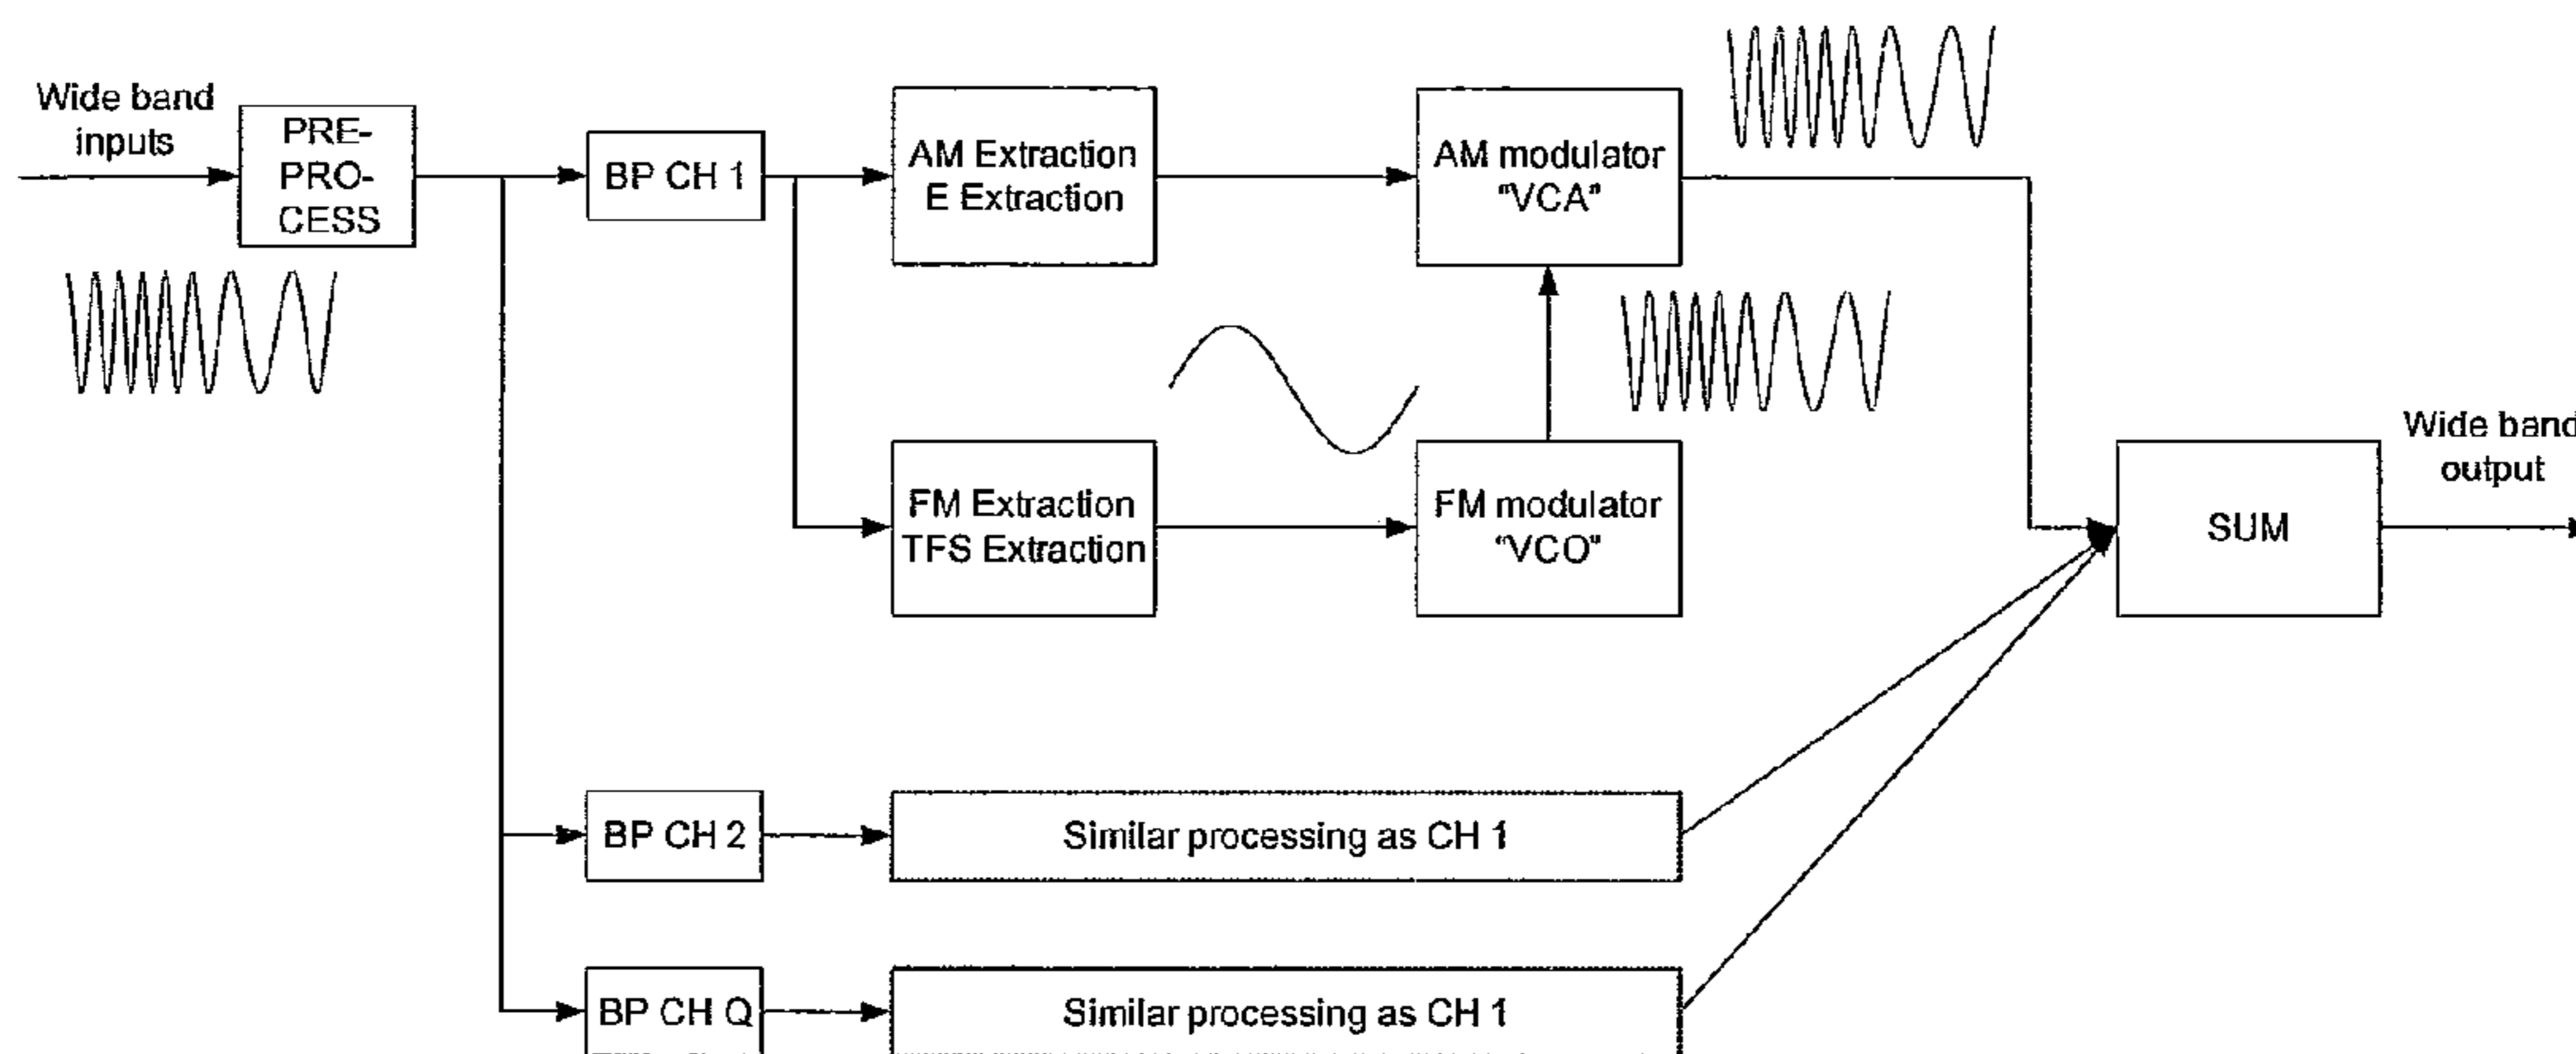 Wide band
inputs
PRE-
PRO-
CESS
BP CH 1
AM Extraction
E Extraction
AM modulator
"VCA"
FM Extraction
TFS Extraction
FM modulator
"VCO"
SUM
Wide band
output
BP CH 2
Similar processing as CH 1
BP CH Q
Similar processing as CH 1